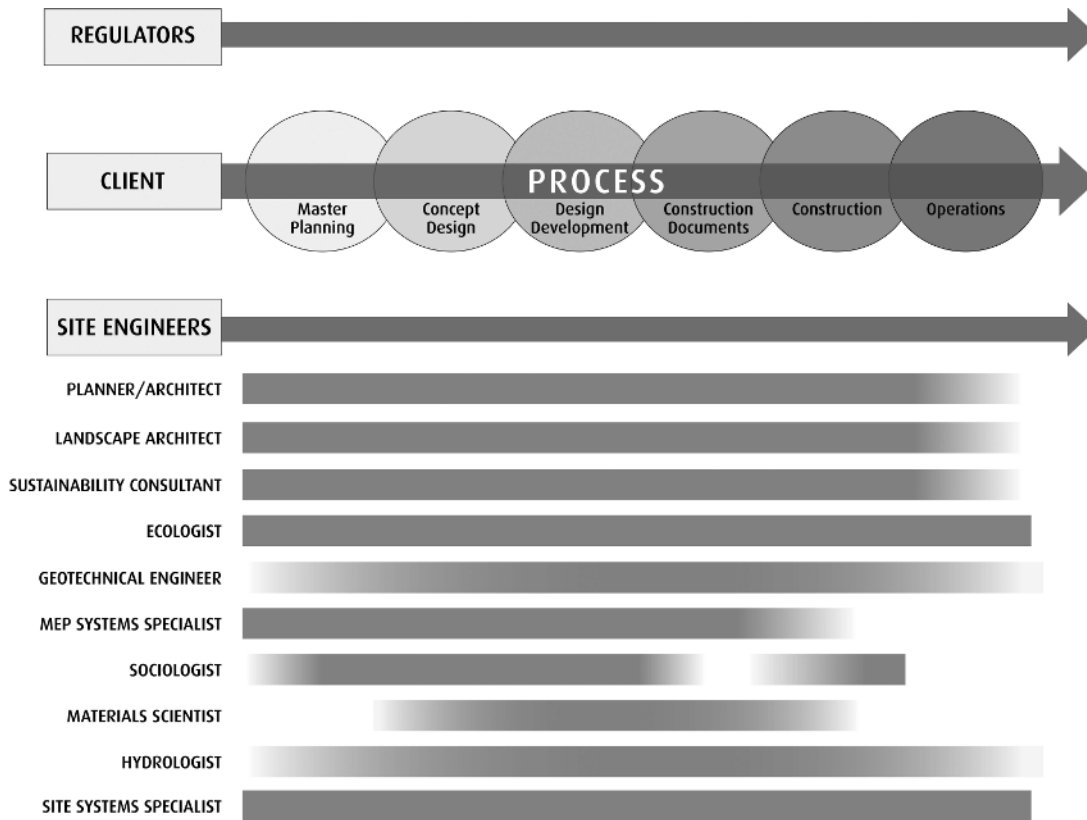 REGULATORS
CLIENT
PROCESS
Master
Planning
Concept
Design
Design
Development
Construction
Documents
Construction
Operations
SITE ENGINEERS
PLANNER/ARCHITECT
LANDSCAPE ARCHITECT
SUSTAINABILITY CONSULTANT
ECOLOGIST
GEOTECHNICAL ENGINEER
MEP SYSTEMS SPECIALIST
SOCIOLOGIST
MATERIALS SCIENTIST
HYDROLOGIST
SITE SYSTEMS SPECIALIST